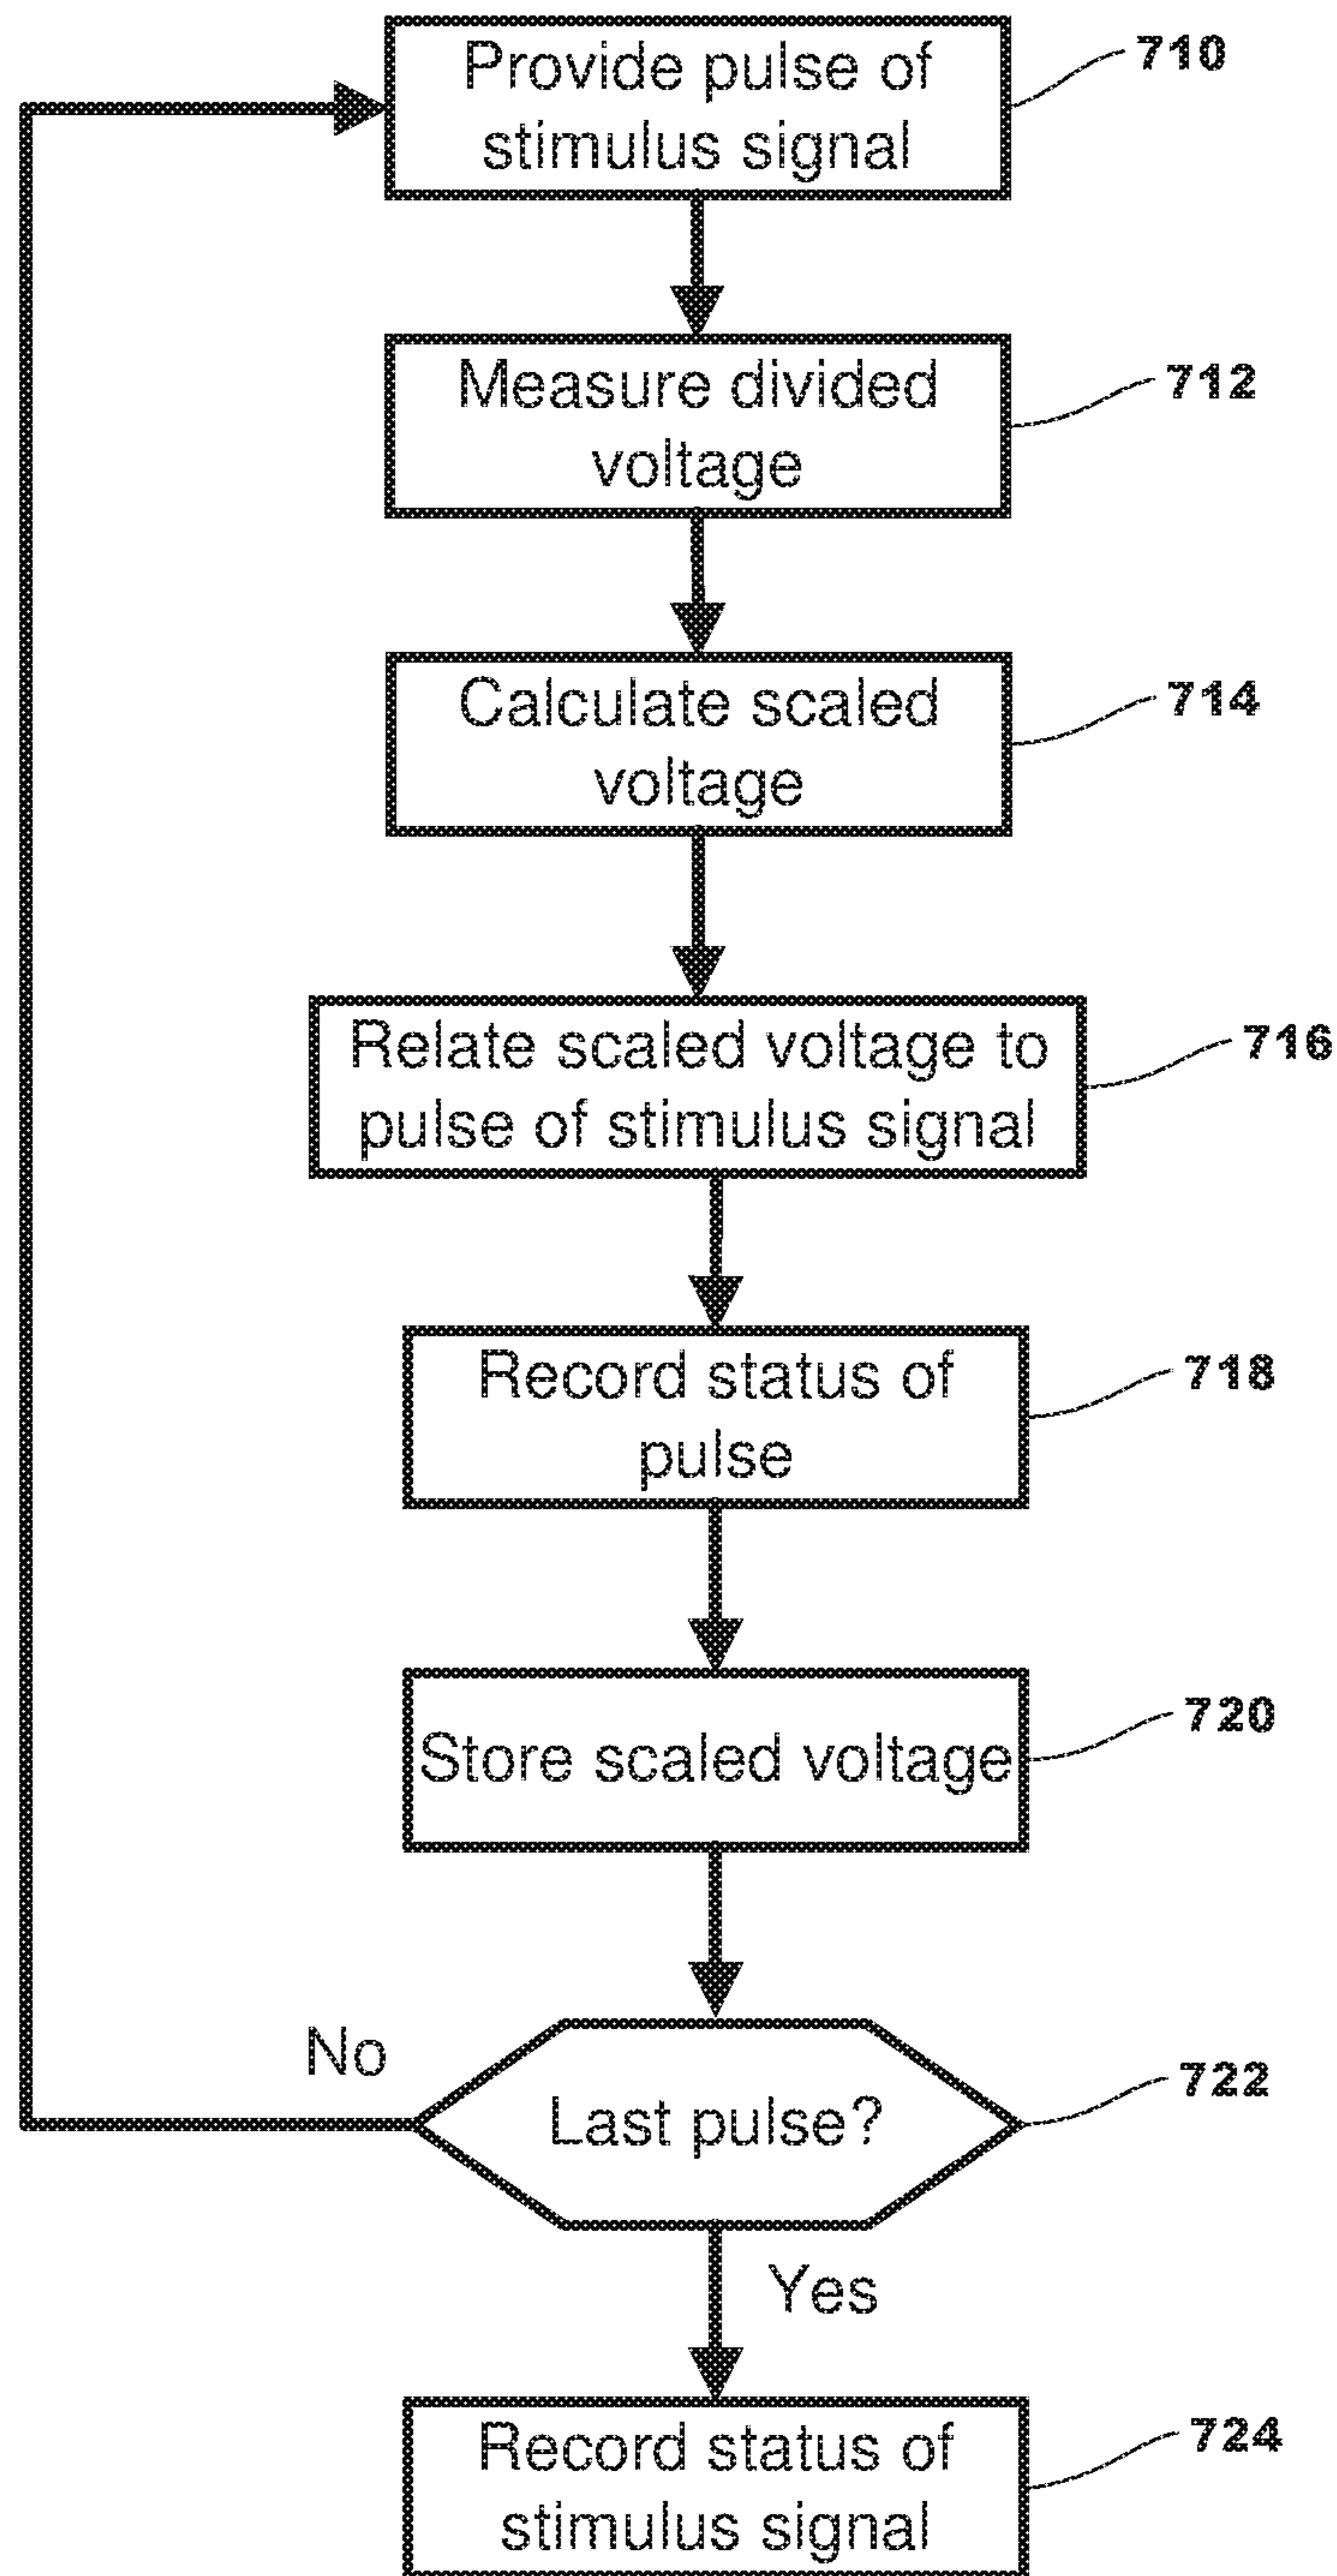 Provide pulse of
stimulus signal
710
Measure divided
voltage
712
Calculate scaled
voltage
714
Relate scaled voltage to
pulse of stimulus signal
716
Record status of
pulse
718
Store scaled voltage
720
No
Last pulse?
722
Yes
Record status of
stimulus signal
724